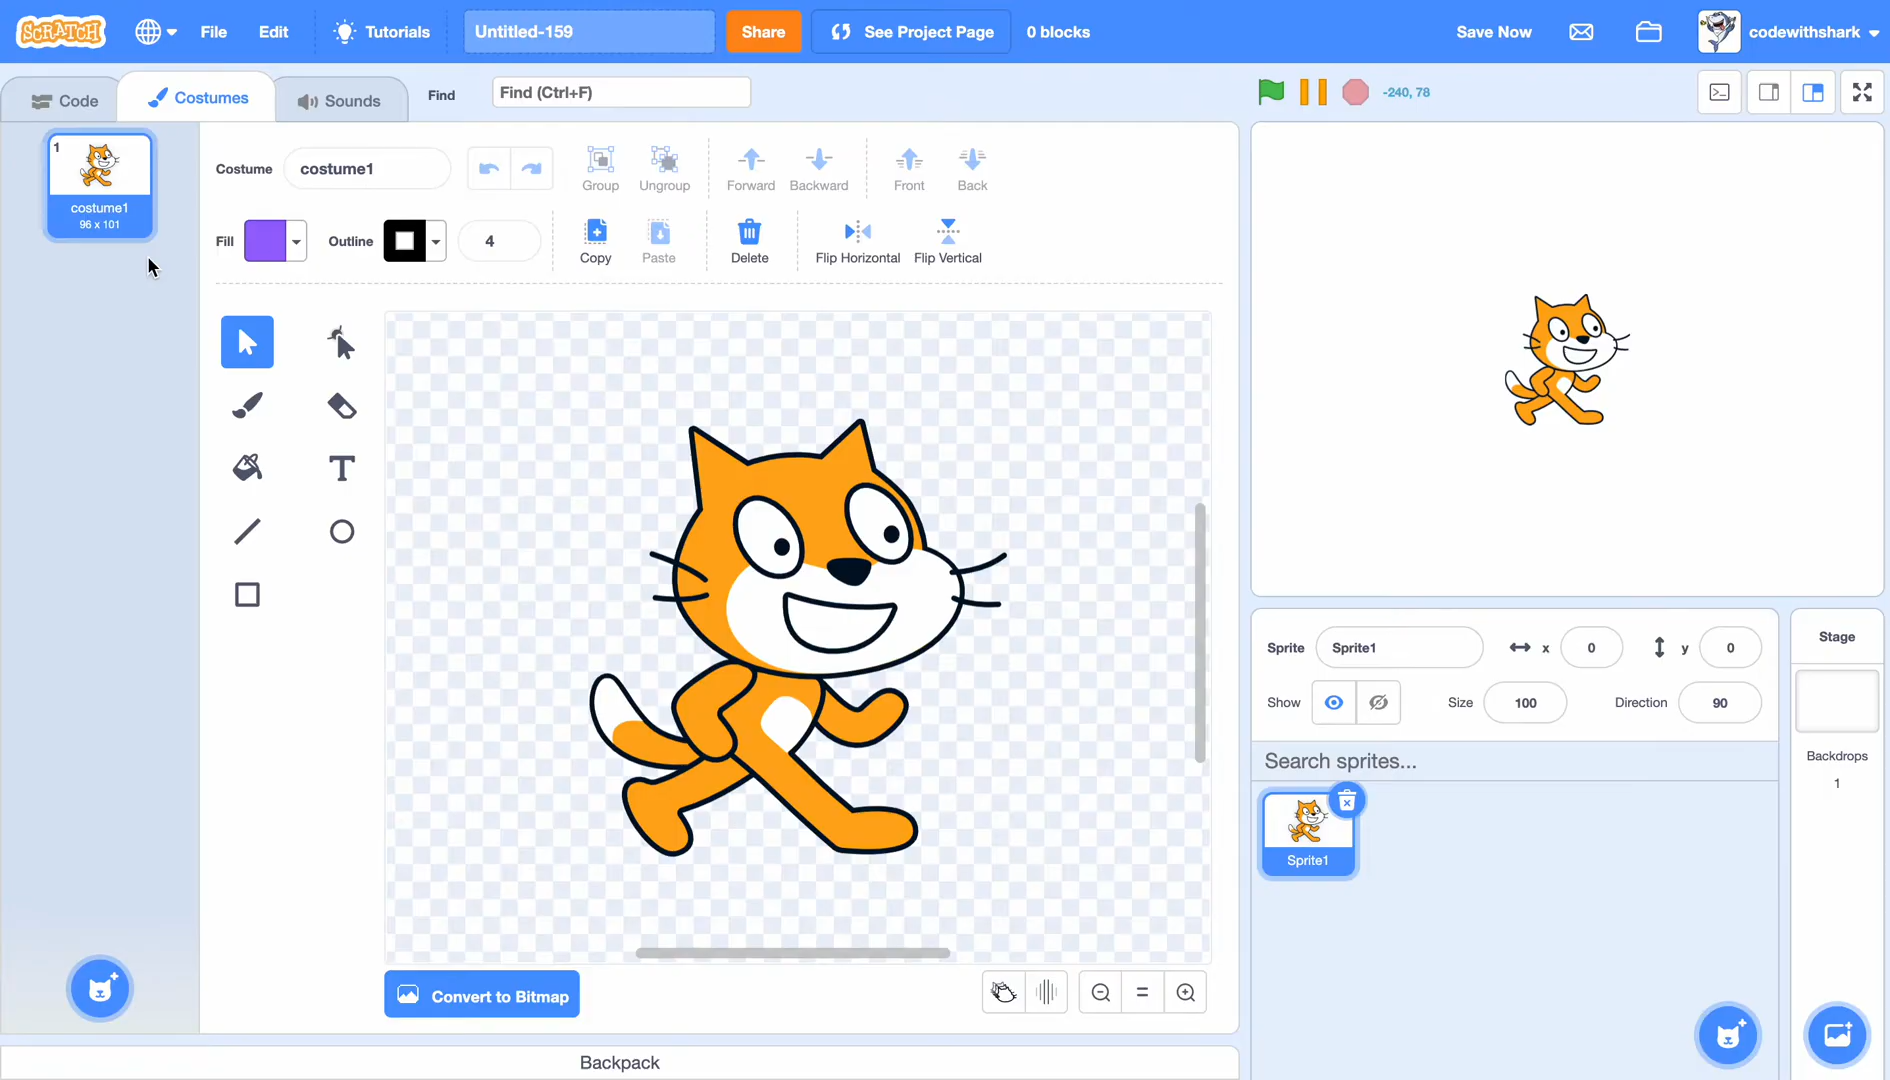 SCRATCH File Edit Tutorials Untitled-159 Share See Project Page 0 blocks Save Now codewithshark
Code Costumes Sounds Find Find (Ctrl+F) -240, 78
1
costume1
96 x 101
Costume costume1 Group Ungroup Forward Backward Front Back
Fill Outline 4 Copy Paste Delete Flip Horizontal Flip Vertical
Convert to Bitmap
Backpack
Sprite Sprite1 x 0 y 0
Show Size 100 Direction 90
Search sprites...
Sprite1
Stage
Backdrops
1